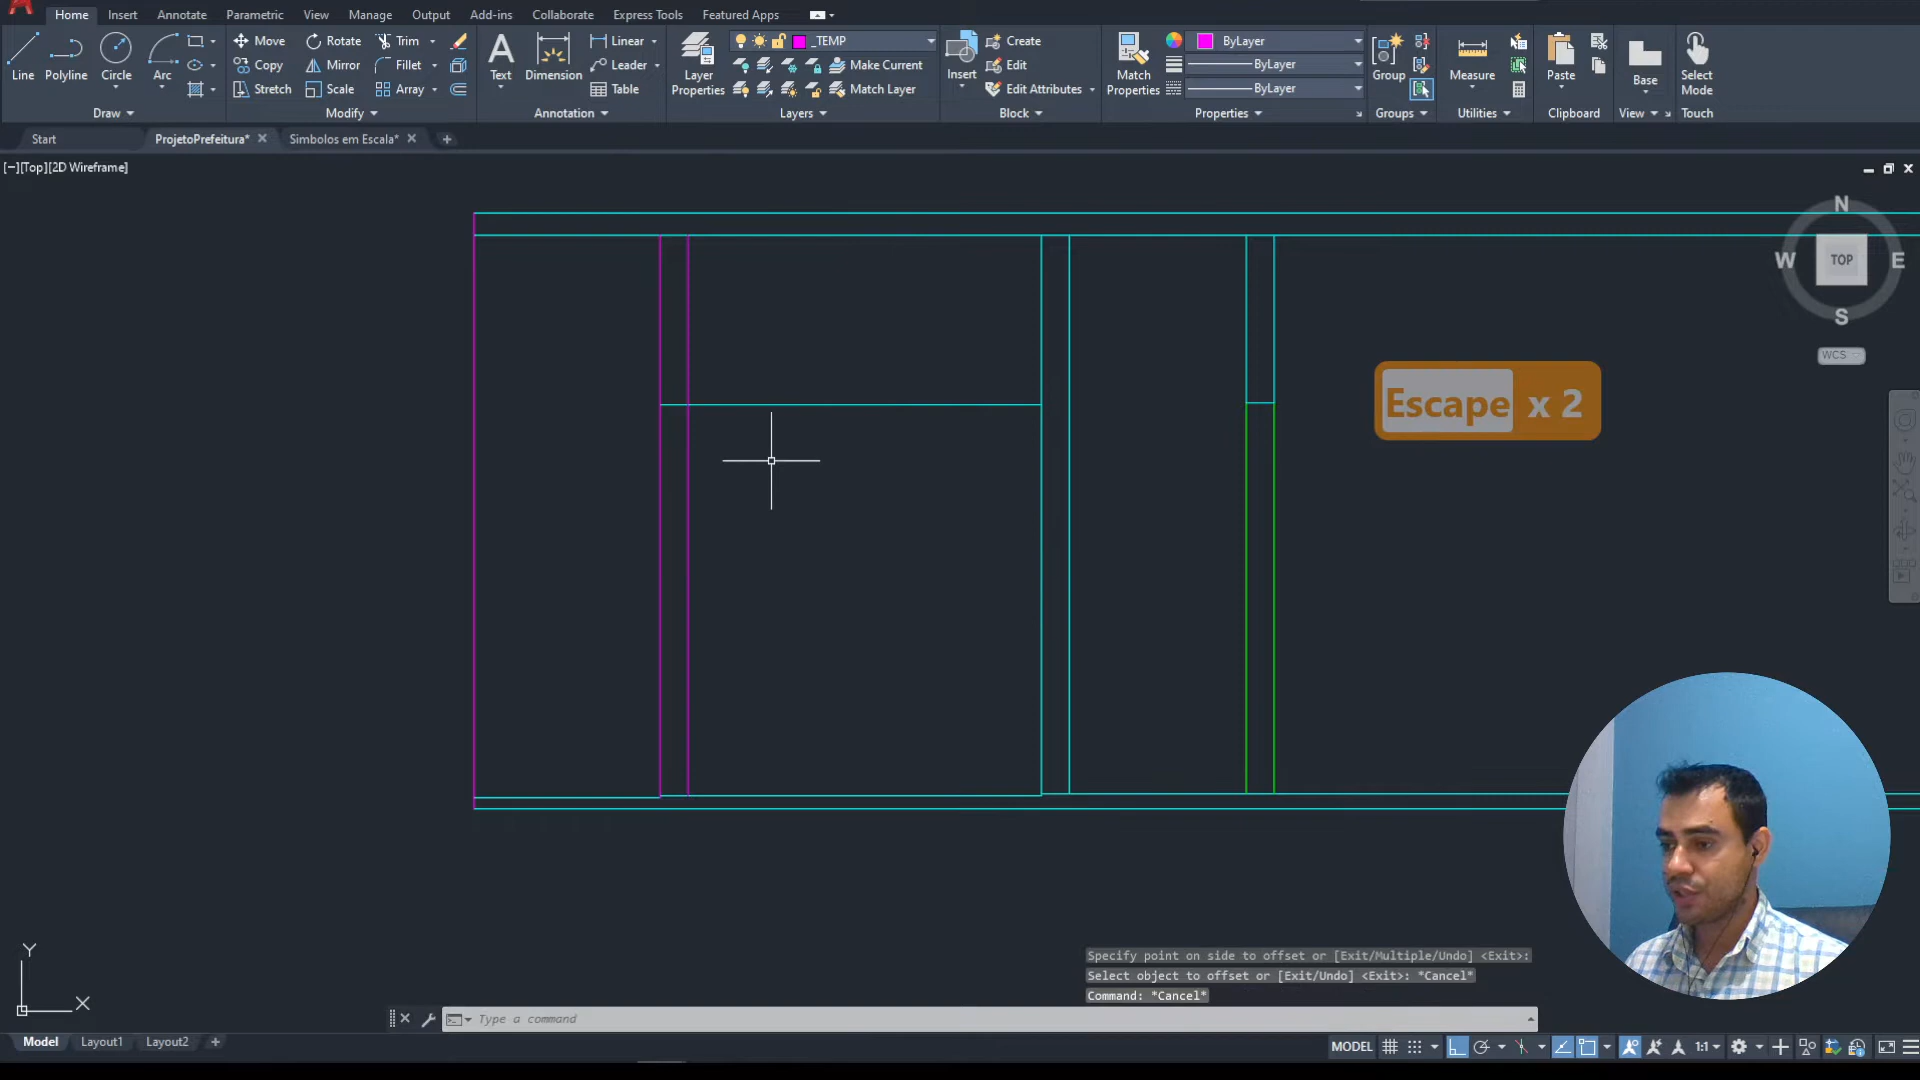 Home Insert Annotate Parametric View Manage Output Add-ins Collaborate Express Tools Featured Apps
Line Polyline Circle Arc
Move Rotate Trim
Copy Mirror Fillet
Stretch Scale Array
Draw Modify
Text Dimension
Linear
Leader
Table
Annotation
Layer Properties
_TEMP
Make Current
Match Layer
Layers
Insert
Create
Edit
Edit Attributes
Block
Match Properties
ByLayer
ByLayer
ByLayer
Properties
Group
Groups
Measure
Utilities
Paste
Clipboard
Base
View
Select Mode
Touch
Start ProjetoPrefeitura* Simbolos em Escala*
[−][Top][2D Wireframe]
N
W TOP E
S
WCS
Escape x 2
Y
X
Specify point on side to offset or [Exit/Multiple/Undo] <Exit>:
Select object to offset or [Exit/Undo] <Exit>: *Cancel*
Command: *Cancel*
Type a command
Model Layout1 Layout2
MODEL 1:1